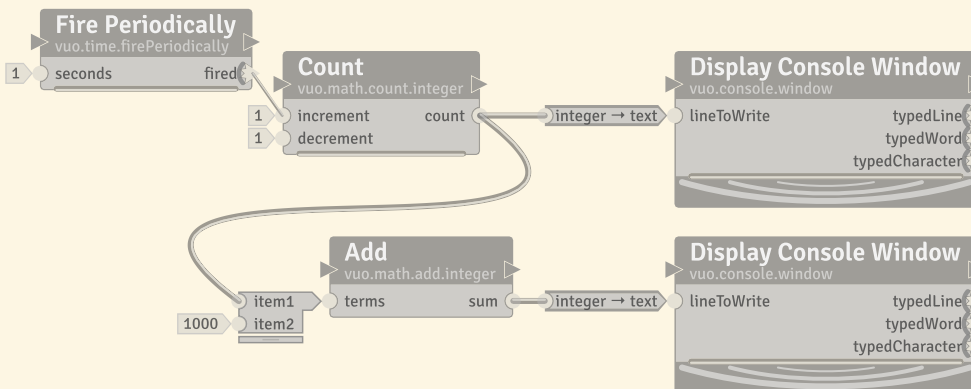 Fire Periodically
vuo.time.firePeriodically
1 seconds fired
Count
vuo.math.count.integer
1 increment count
1 decrement
integer → text
Display Console Window
vuo.console.window
lineToWrite typedLine
typedWord
typedCharacter
Add
vuo.math.add.integer
item1 terms sum
1000 item2
integer → text
Display Console Window
vuo.console.window
lineToWrite typedLine
typedWord
typedCharacter